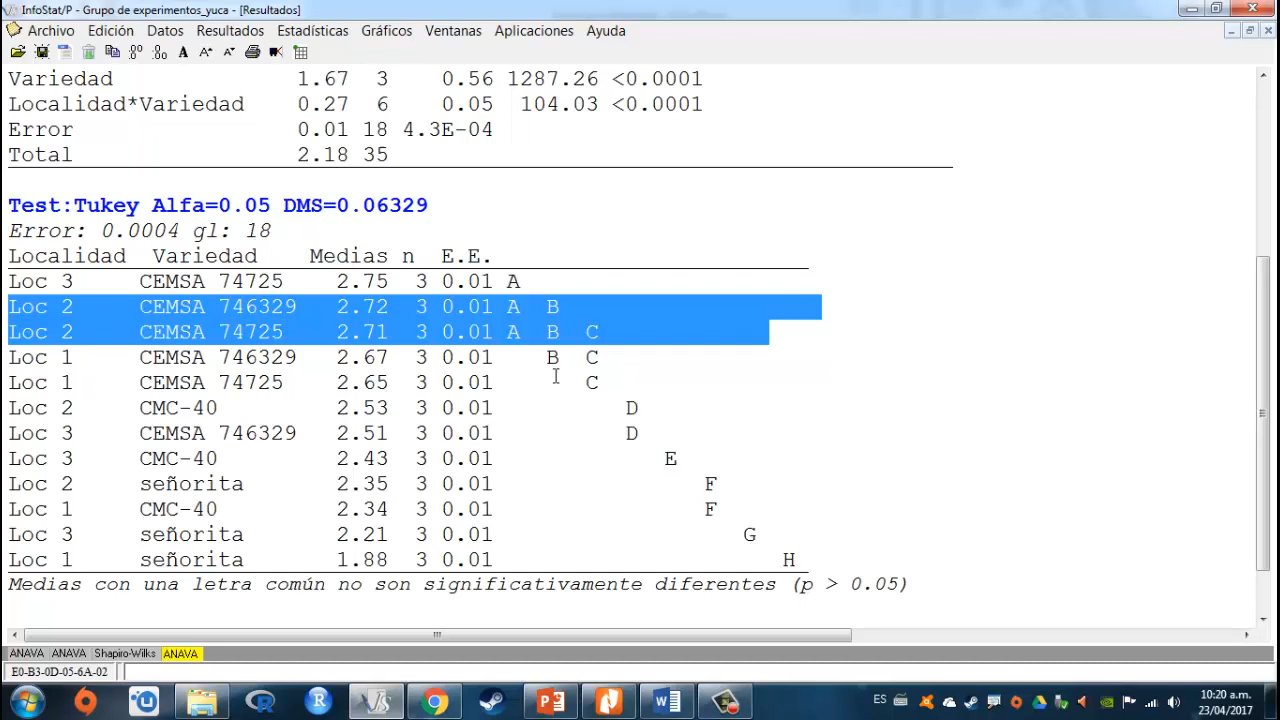 InfoStat/P - Grupo de experimentos_yuca - [Resultados]
Archivo Edición Datos Resultados Estadísticas Gráficos Ventanas Aplicaciones Ayuda
Variedad 1.67 3 0.56 1287.26 <0.0001
Localidad*Variedad 0.27 6 0.05 104.03 <0.0001
Error 0.01 18 4.3E-04
Total 2.18 35
Test:Tukey Alfa=0.05 DMS=0.06329
Error: 0.0004 gl: 18
Localidad Variedad Medias n E.E.
Loc 3 CEMSA 74725 2.75 3 0.01 A
Loc 2 CEMSA 746329 2.72 3 0.01 A B
Loc 2 CEMSA 74725 2.71 3 0.01 A B C
Loc 1 CEMSA 746329 2.67 3 0.01 B C
Loc 1 CEMSA 74725 2.65 3 0.01 C
Loc 2 CMC-40 2.53 3 0.01 D
Loc 3 CEMSA 746329 2.51 3 0.01 D
Loc 3 CMC-40 2.43 3 0.01 E
Loc 2 señorita 2.35 3 0.01 F
Loc 1 CMC-40 2.34 3 0.01 F
Loc 3 señorita 2.21 3 0.01 G
Loc 1 señorita 1.88 3 0.01 H
Medias con una letra común no son significativamente diferentes (p > 0.05)
ANAVA ANAVA Shapiro-Wilks ANAVA
E0-B3-0D-05-6A-02
ES 10:20 a.m.
23/04/2017